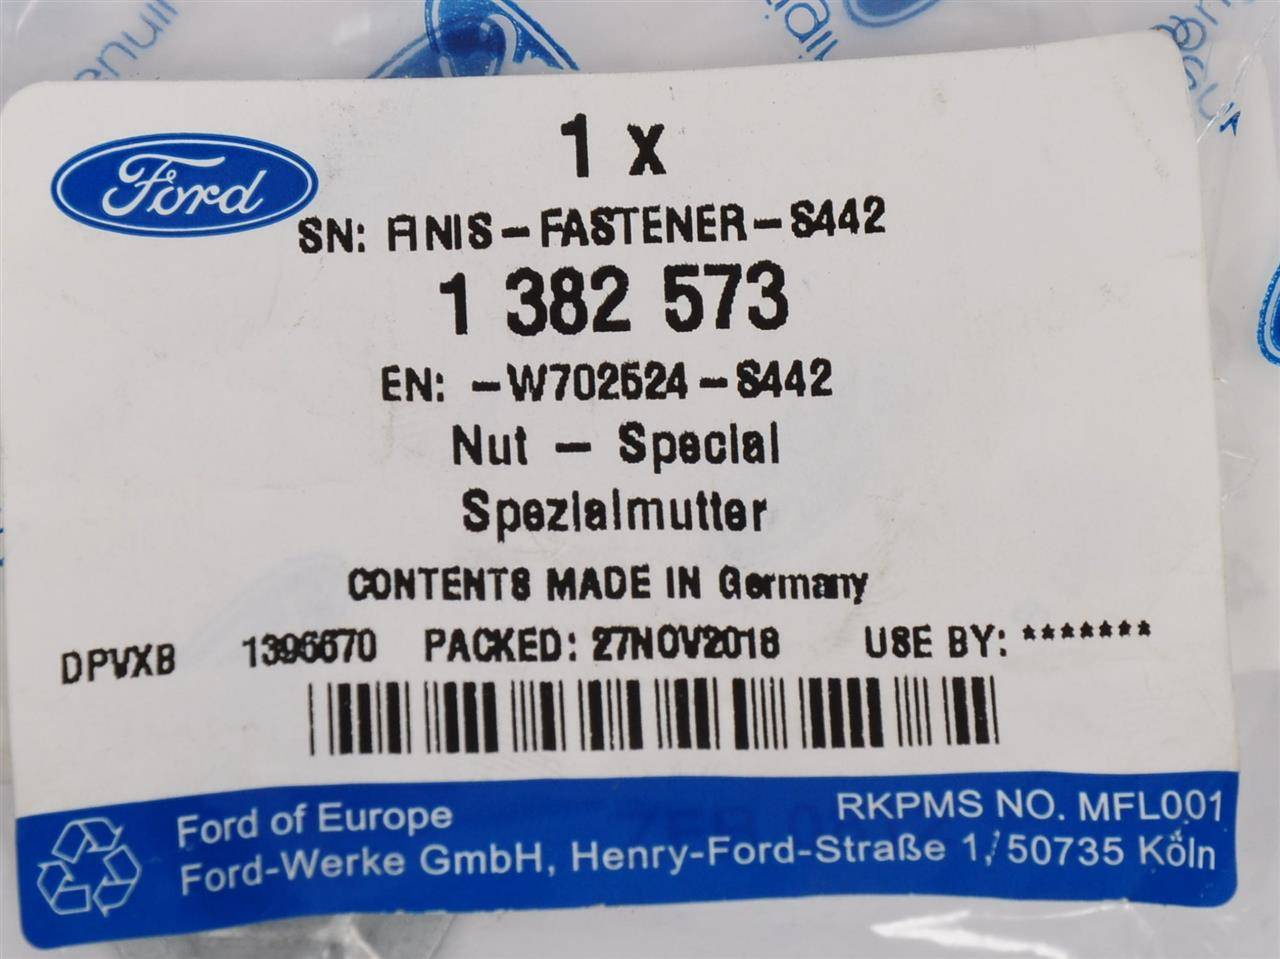 Ford
1 x
SN: FINIS-FASTENER-S442
1 382 573
EN: -W702624-S442
Nut - Special
Spezialmutter
CONTENTS MADE IN Germany
DPVXB 1396670 PACKED: 27NOV2018 USE BY: *******
Ford of Europe RKPMS NO. MFL001
Ford-Werke GmbH, Henry-Ford-Straße 1, 50735 Köln